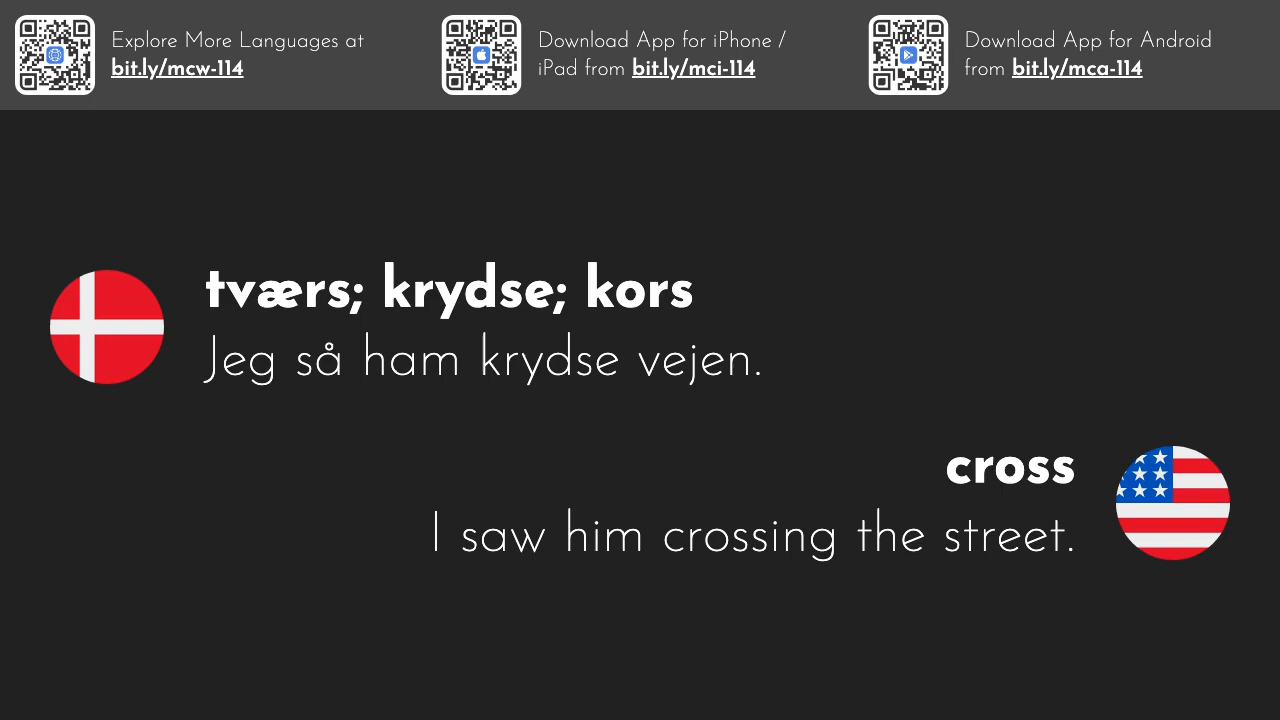 Explore More Languages at
bit.ly/mcw-114
Download App for iPhone /
iPad from bit.ly/mci-114
Download App for Android
from bit.ly/mca-114
tværs; krydse; kors
Jeg så ham krydse vejen.
cross
I saw him crossing the street.